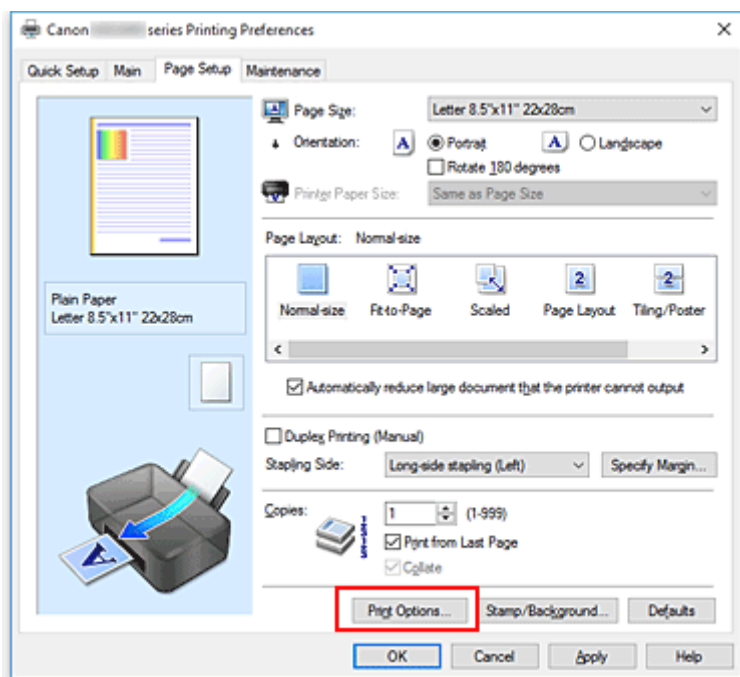 Canon series Printing Preferences
Quick Setup Main Page Setup Maintenance
Page Size: Letter 8.5"x11" 22x28cm
Orientation: A Portrait A Landscape
Rotate 180 degrees
Printer Paper Size: Same as Page Size
Page Layout: Normal-size
Plain Paper
Letter 8.5"x11" 22x28cm
2 2
Normal-size Fit-to-Page Scaled Page Layout Tiling/Poster
Automatically reduce large document that the printer cannot output
Duplex Printing (Manual)
Stapling Side: Long-side stapling (Left) Specify Margin...
Copies: 1 (1-999)
Print from Last Page
Collate
A
Print Options... Stamp/Background... Defaults
OK Cancel Apply Help